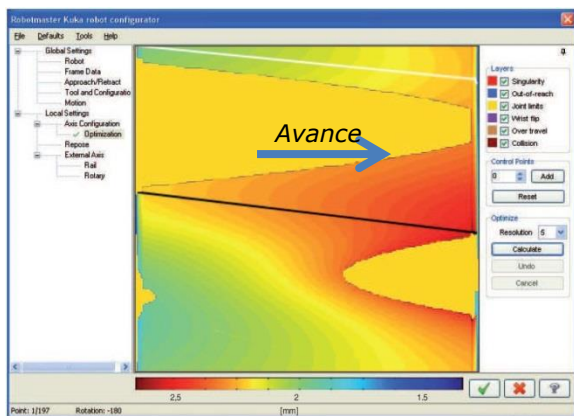 Robotmaster Kuka robot configurator
File Defaults Tools Help
Global Settings
Robot
Frame Data
Approach/Retract
Tool and Configuratio
Motion
Local Settings
Axis Configuration
Optimization
Repose
External Axis
Rail
Rotary
Avance
Layers
Singularity
Out-of-reach
Joint limits
Wrist flip
Over travel
Collision
Control Points
0 Add
Reset
Optimize
Resolution 5
Calculate
Undo
Cancel
2,5 2 1.5
Point: 1/197 Rotation: -180 [mm]